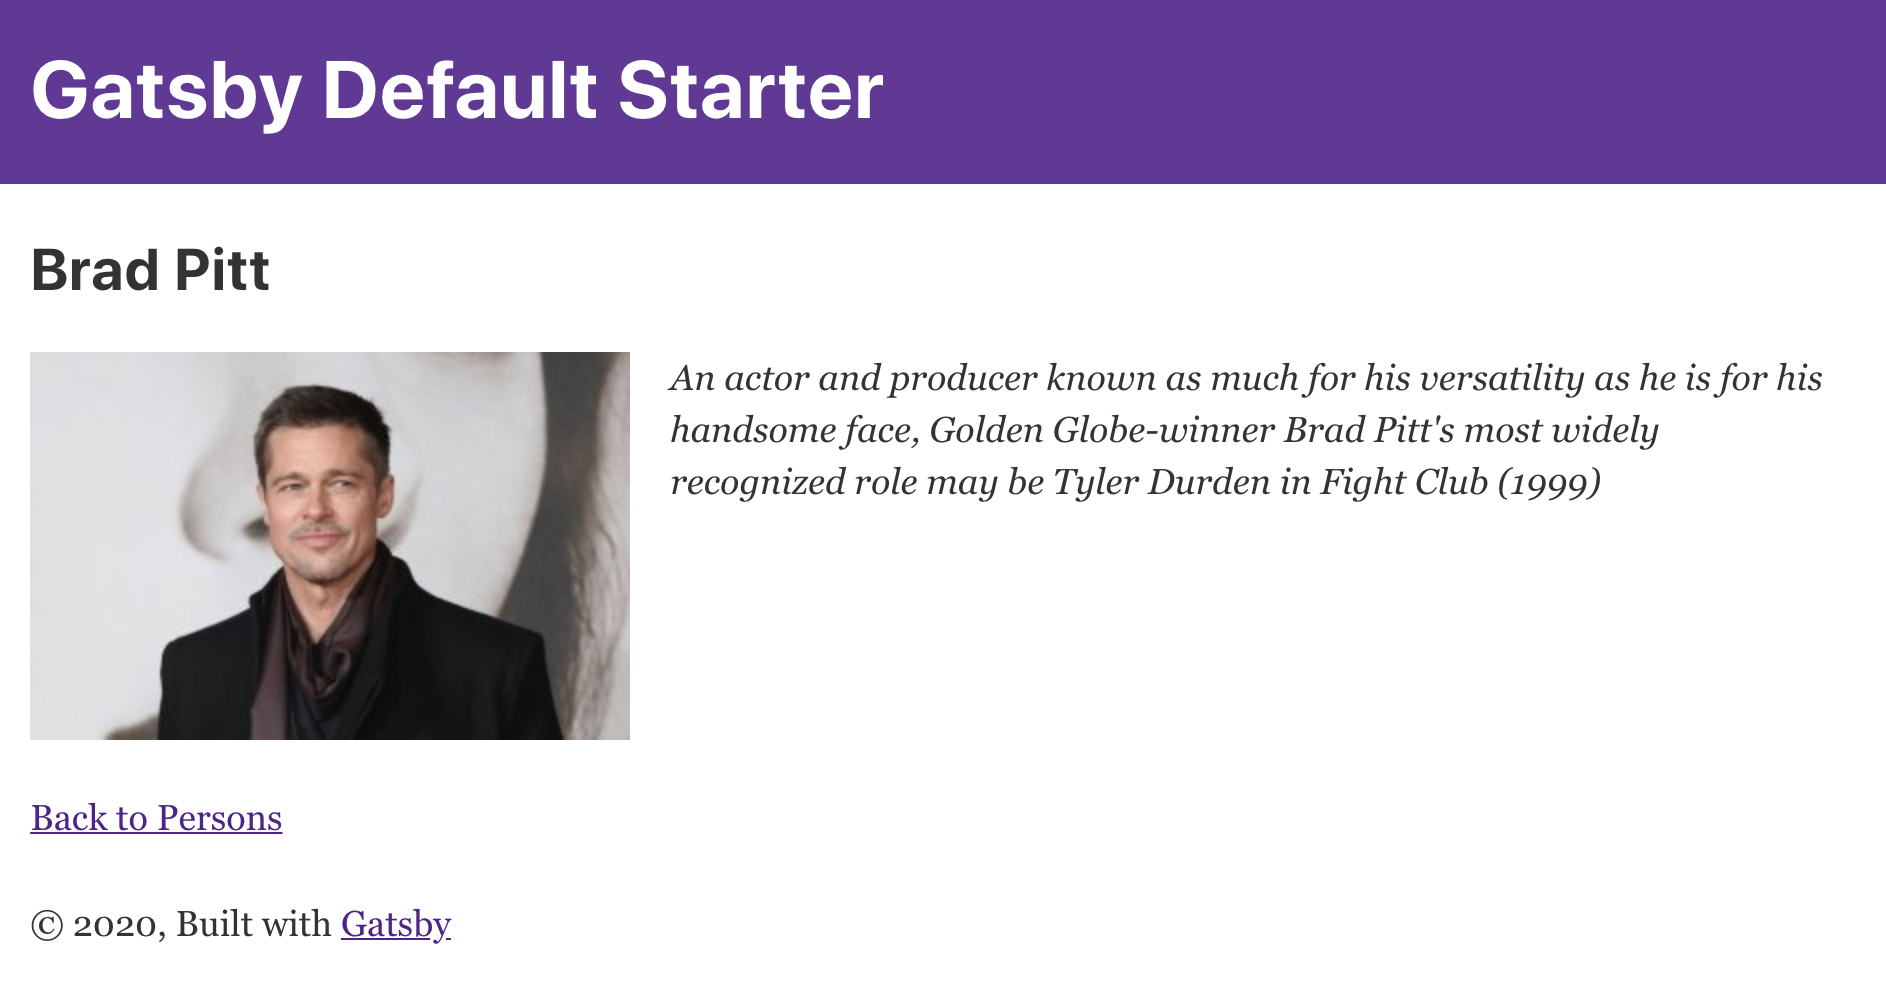 Gatsby Default Starter
Brad Pitt
An actor and producer known as much for his versatility as he is for his
handsome face, Golden Globe-winner Brad Pitt's most widely
recognized role may be Tyler Durden in Fight Club (1999)
Back to Persons
© 2020, Built with Gatsby